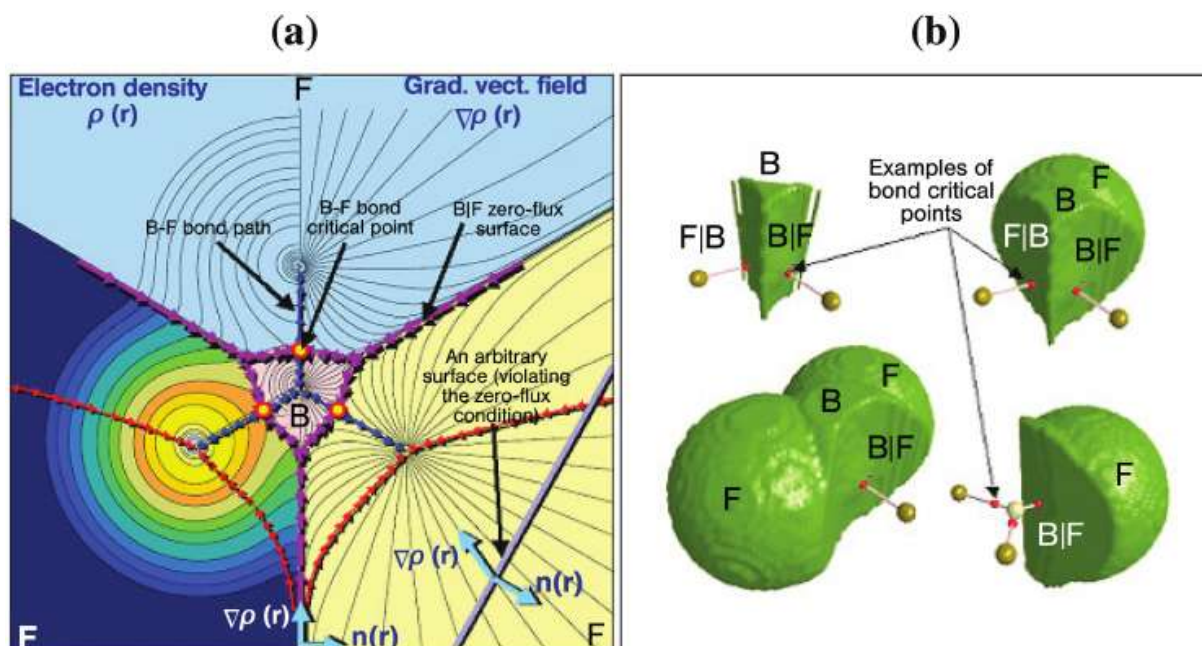 (a)
(b)
Electron density
ρ (r)
F
Grad. vect. field
∇ρ (r)
B-F bond path
B-F bond
critical point
B|F zero-flux
surface
An arbitrary
surface (violating
the zero-flux
condition)
B
∇ρ (r)
n(r)
∇ρ (r)
n(r)
F
F
B
F|B
B|F
Examples of
bond critical
points
F
B
F|B
B|F
F
B
B|F
F
F
B|F